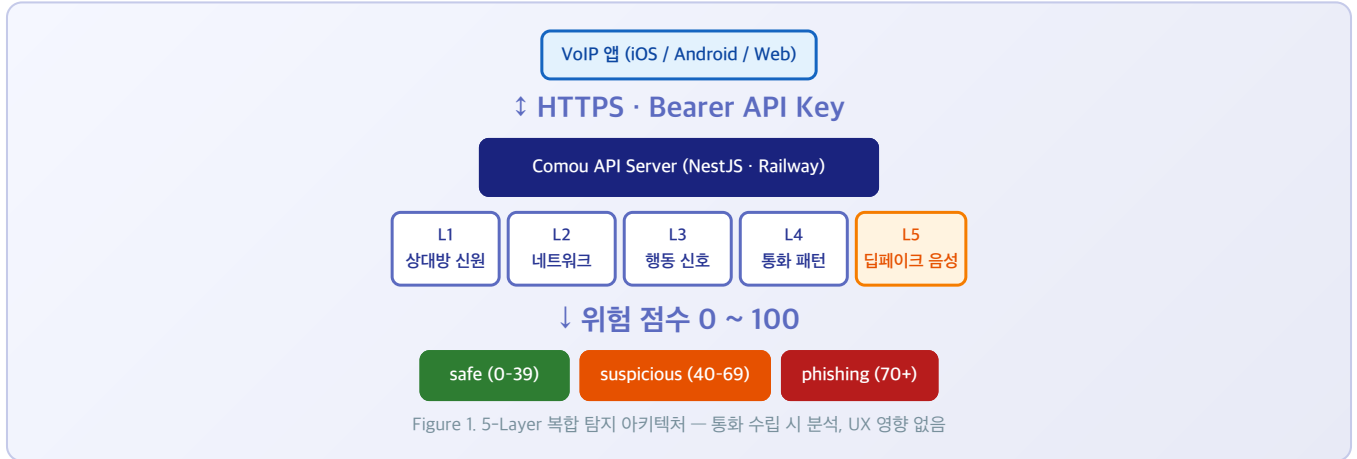 VoIP 앱 (iOS / Android / Web)
↕ HTTPS · Bearer API Key
Comou API Server (NestJS · Railway)
L1
상대방 신원
L2
네트워크
L3
행동 신호
L4
통화 패턴
L5
딥페이크 음성
↓ 위험 점수 0 ~ 100
safe (0-39)
suspicious (40-69)
phishing (70+)
Figure 1. 5-Layer 복합 탐지 아키텍처 — 통화 수립 시 분석, UX 영향 없음